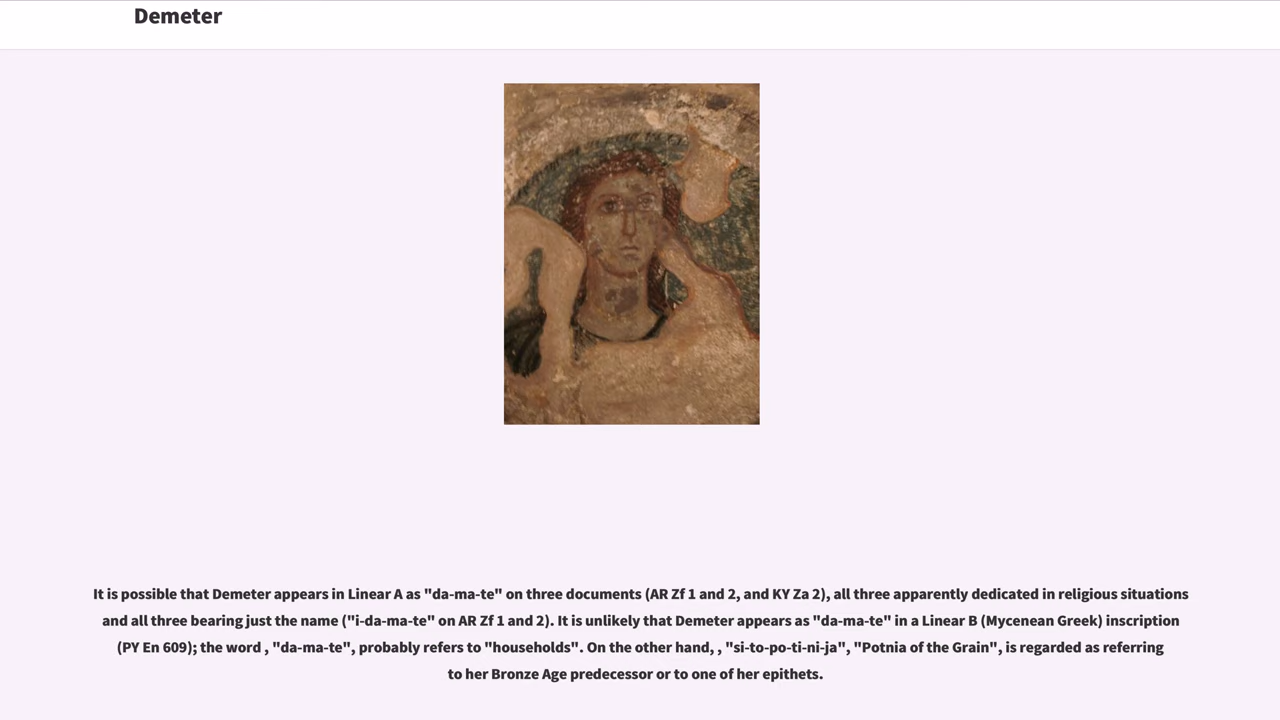 Demeter
It is possible that Demeter appears in Linear A as "da-ma-te" on three documents (AR Zf 1 and 2, and KY Za 2), all three apparently dedicated in religious situations
and all three bearing just the name ("i-da-ma-te" on AR Zf 1 and 2). It is unlikely that Demeter appears as "da-ma-te" in a Linear B (Mycenean Greek) inscription
(PY En 609); the word , "da-ma-te", probably refers to "households". On the other hand, , "si-to-po-ti-ni-ja", "Potnia of the Grain", is regarded as referring
to her Bronze Age predecessor or to one of her epithets.